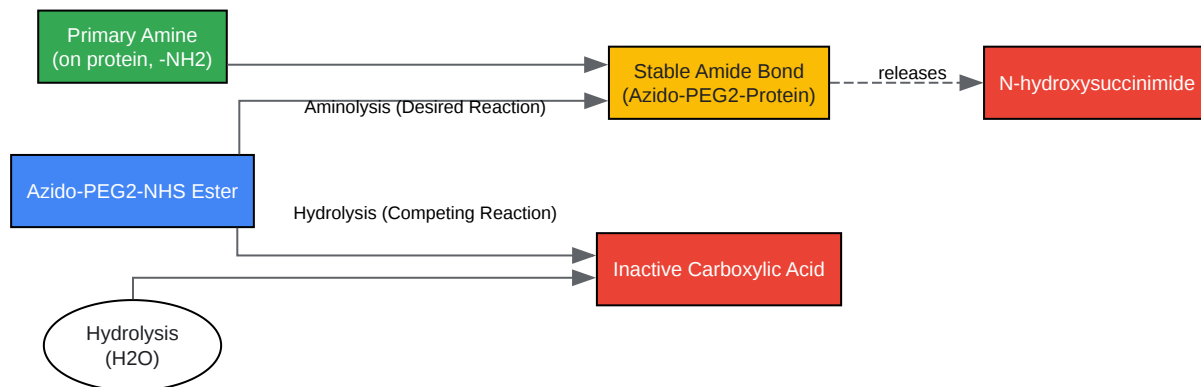 Primary Amine
(on protein, -NH2)
Stable Amide Bond
(Azido-PEG2-Protein)
releases
N-hydroxysuccinimide
Aminolysis (Desired Reaction)
Azido-PEG2-NHS Ester
Hydrolysis (Competing Reaction)
Inactive Carboxylic Acid
Hydrolysis
(H2O)